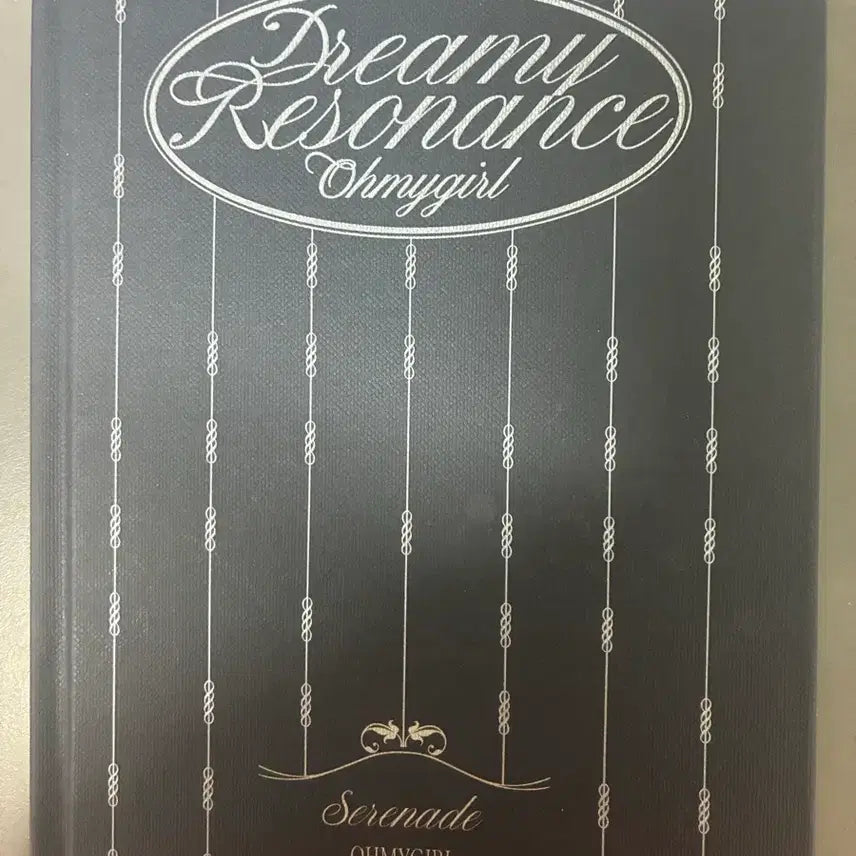 Dreamy
Resonance
Ohmygirl
Serenade
OHMYGIRL